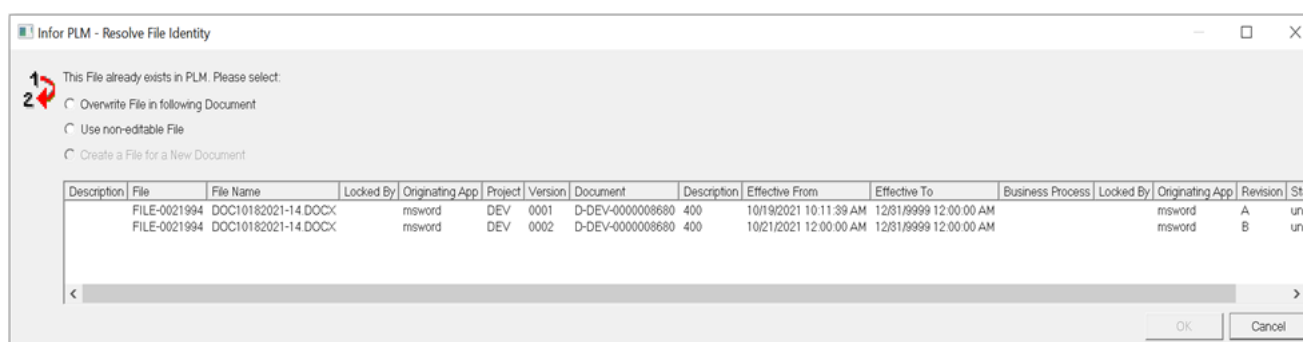 Infor PLM - Resolve File Identity
1
2
This File already exists in PLM. Please select:
Overwrite File in following Document
Use non-editable File
Create a File for a New Document
Description File File Name Locked By Originating App Project Version Document Description Effective From Effective To Business Process Locked By Originating App Revision St
FILE-0021994 DOC10182021-14.DOCX msword DEV 0001 D-DEV-0000008680 400 10/19/2021 10:11:39 AM 12/31/9999 12:00:00 AM msword A un
FILE-0021994 DOC10182021-14.DOCX msword DEV 0002 D-DEV-0000008680 400 10/21/2021 12:00:00 AM 12/31/9999 12:00:00 AM msword B un
OK Cancel